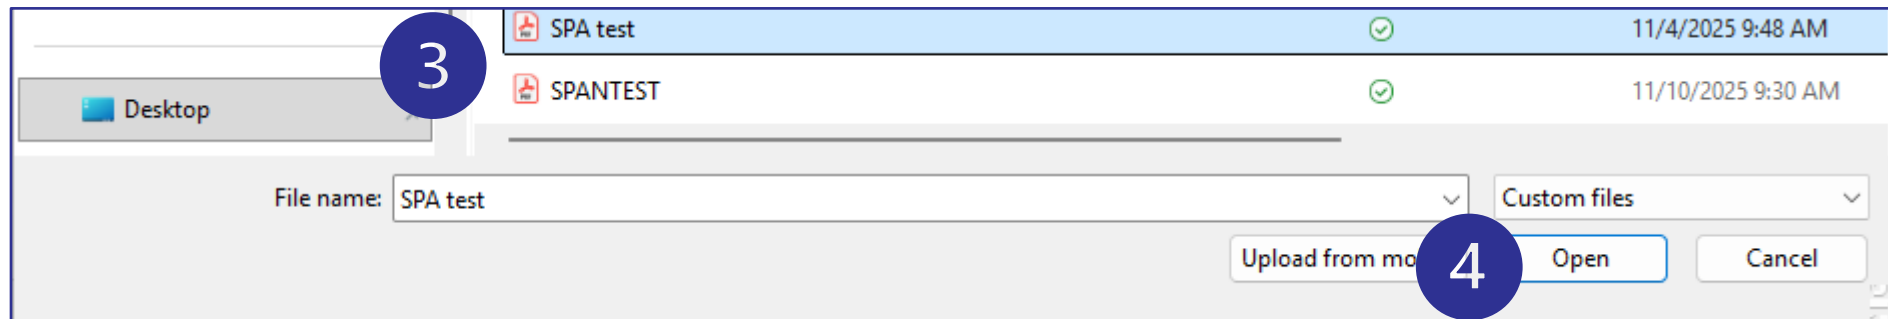 3
SPA test 11/4/2025 9:48 AM
SPANTEST 11/10/2025 9:30 AM
Desktop
File name: SPA test Custom files
Upload from mo 4 Open Cancel